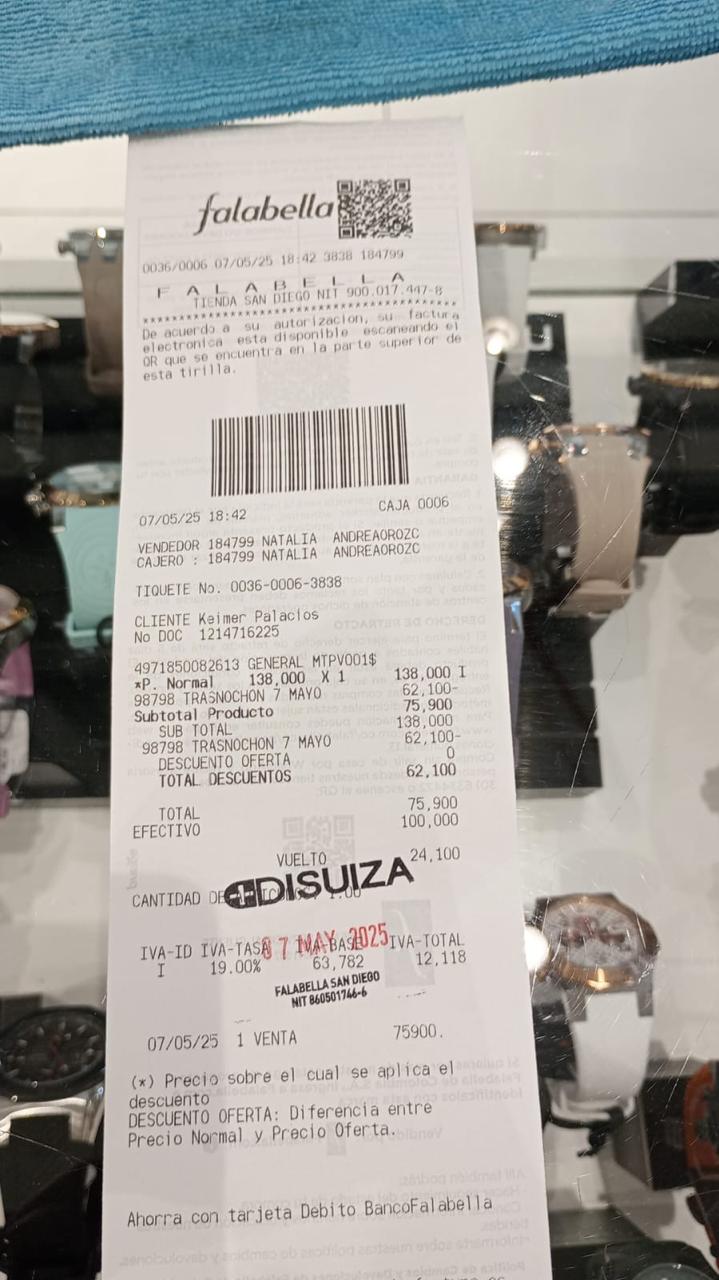 falabella
0036/0006 07/05/25 18:42 3838 184799
F A L A B E L L A
TIENDA SAN DIEGO NIT 900.017.447-8
****************************************
De acuerdo a su autorizacion, su factura
electronica esta disponible escaneando el
QR que se encuentra en la parte superior de
esta tirilla.
07/05/25 18:42 CAJA 0006
VENDEDOR 184799 NATALIA ANDREAOROZC
CAJERO : 184799 NATALIA ANDREAOROZC
TIQUETE No. 0036-0006-3838
CLIENTE Keimer Palacios
No DOC 1214716225
4971850082613 GENERAL MTPV001$
*P. Normal 138,000 X 1 138,000 I
98798 TRASNOCHON 7 MAYO 62,100-
Subtotal Producto 75,900
SUB TOTAL 138,000
98798 TRASNOCHON 7 MAYO 62,100-
DESCUENTO OFERTA 0
TOTAL DESCUENTOS 62,100
TOTAL 75,900
EFECTIVO 100,000
VUELTO 24,100
CANTIDAD DE 1.00
DISUIZA
07 MAY 2025
IVA-ID IVA-TASA IVA-BASE IVA-TOTAL
I 19.00% 63,782 12,118
FALABELLA SAN DIEGO
NIT 860501746-6
07/05/25 1 VENTA 75900.
(*) Precio sobre el cual se aplica el
descuento
DESCUENTO OFERTA: Diferencia entre
Precio Normal y Precio Oferta.
Ahorra con tarjeta Debito BancoFalabella